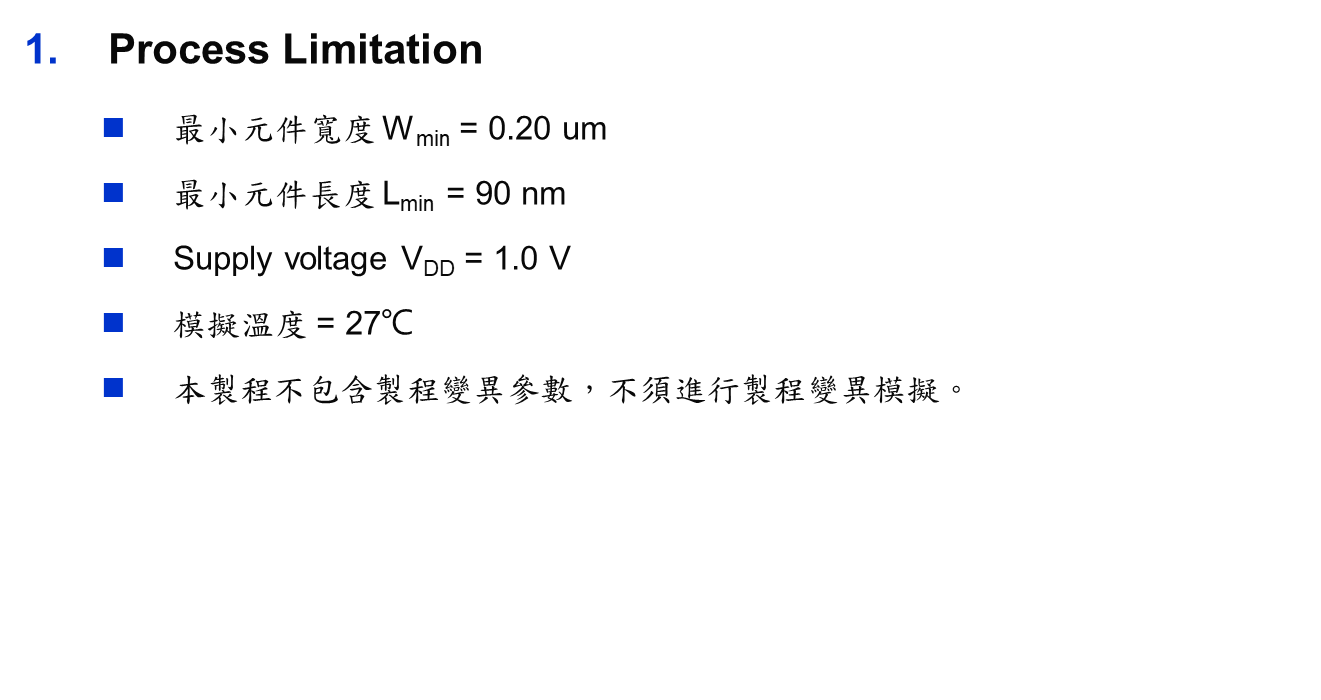 1. Process Limitation
■ 最小元件寬度 Wmin = 0.20 um
■ 最小元件長度 Lmin = 90 nm
■ Supply voltage VDD = 1.0 V
■ 模擬溫度 = 27℃
■ 本製程不包含製程變異參數，不須進行製程變異模擬。